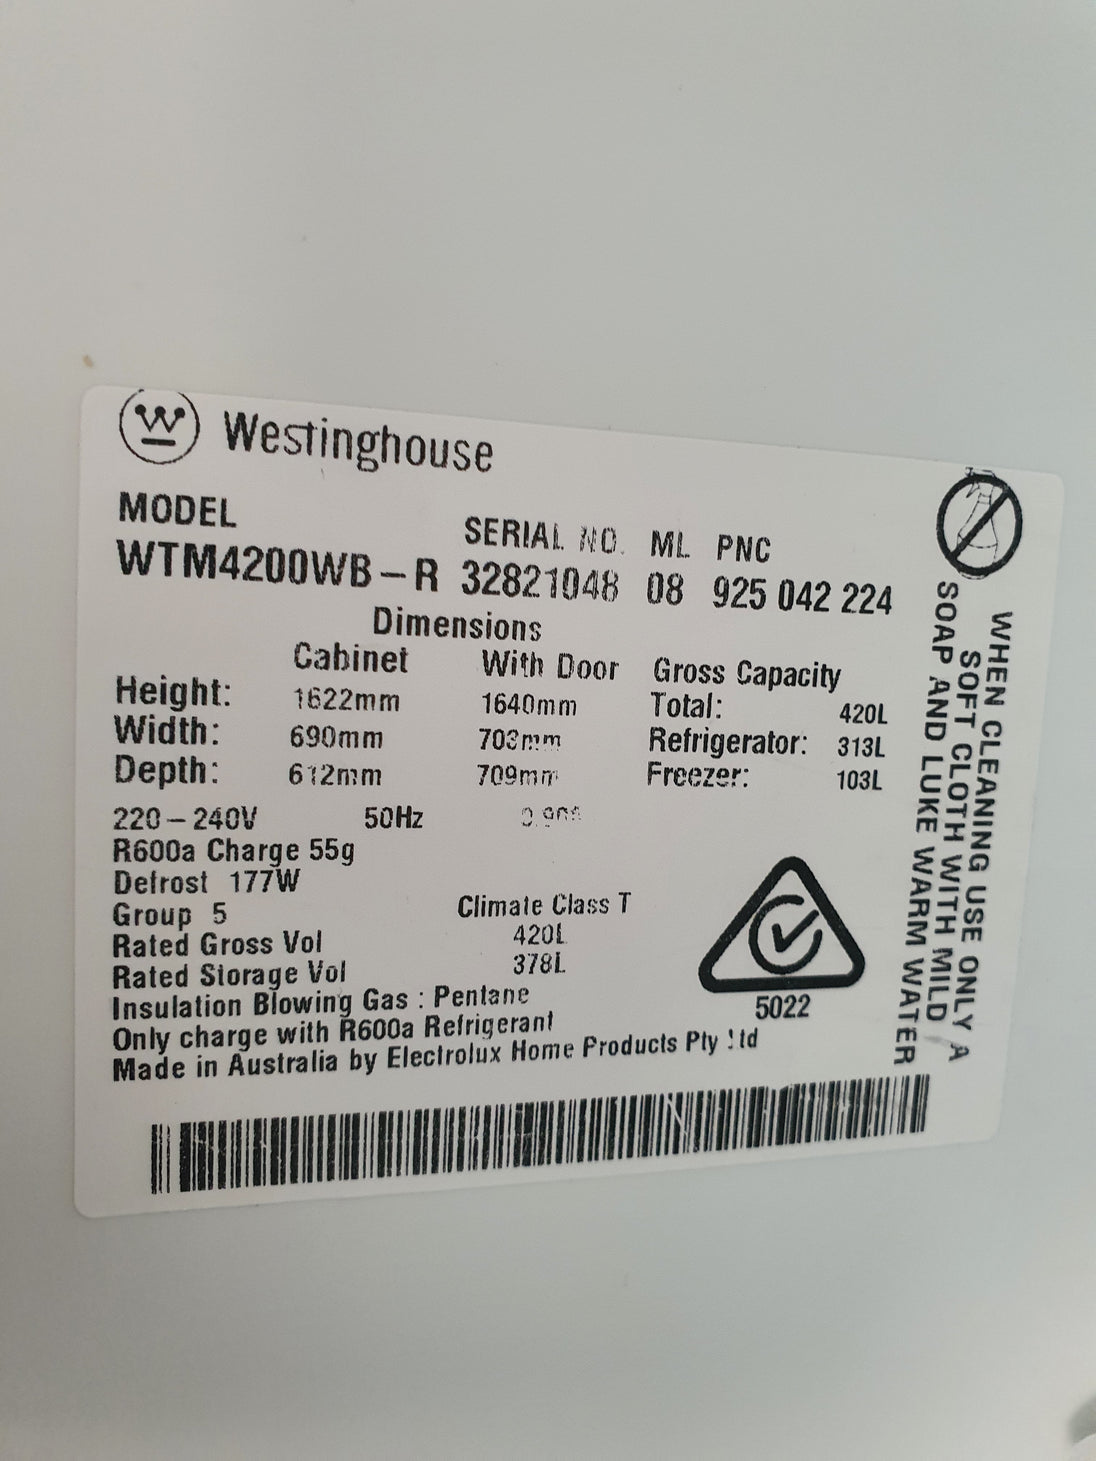 Westinghouse
MODEL
SERIAL NO. ML PNC
WTM4200WB-R 32821048 08 925 042 224
Dimensions
Cabinet With Door Gross Capacity
Height: 1622mm 1640mm Total: 420L
Width: 690mm 703mm Refrigerator: 313L
Depth: 612mm 709mm Freezer: 103L
220-240V 50Hz
R600a Charge 55g
Defrost 177W
Group 5 Climate Class T
Rated Gross Vol 420L
Rated Storage Vol 378L
Insulation Blowing Gas : Pentane
Only charge with R600a Refrigerant
Made in Australia by Electrolux Home Products Pty Ltd
5022
WHEN CLEANING USE ONLY A
SOFT CLOTH WITH MILD
SOAP AND LUKE WARM WATER